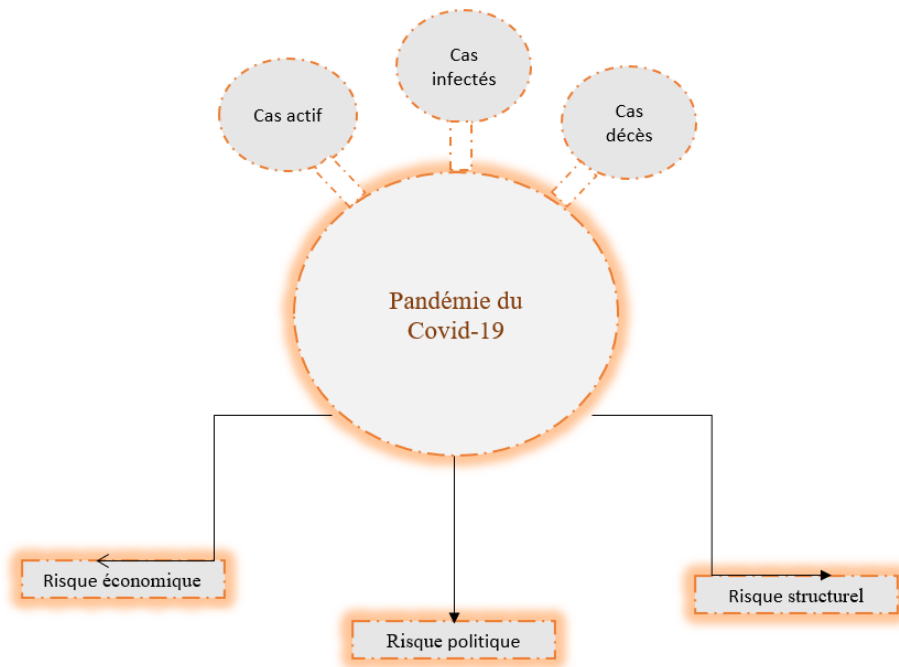 Cas
infectés
Cas actif
Cas
décès
Pandémie du
Covid-19
Risque économique
Risque structurel
Risque politique